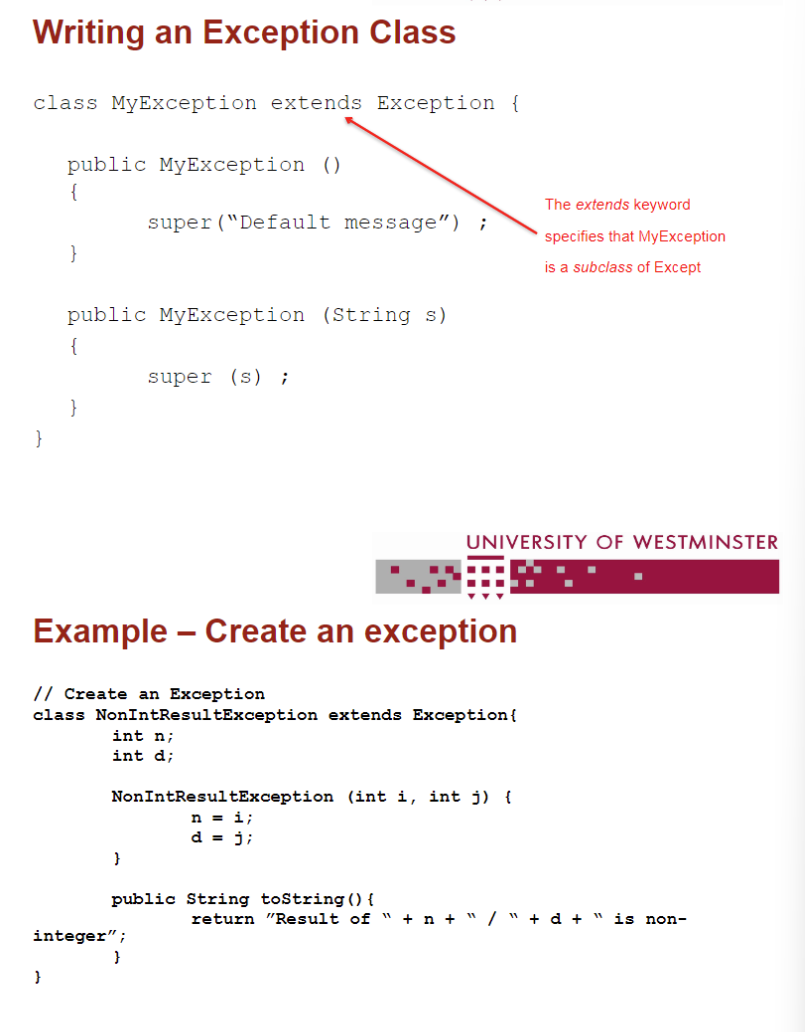 Writing an Exception Class
class MyException extends Exception {
public MyException ()
{
super(“Default message”) ;
}
The extends keyword
specifies that MyException
is a subclass of Except
public MyException (String s)
{
super (s) ;
}
}
UNIVERSITY OF WESTMINSTER
Example – Create an exception
// Create an Exception
class NonIntResultException extends Exception{
int n;
int d;
NonIntResultException (int i, int j) {
n = i;
d = j;
}
public String toString(){
return ”Result of “ + n + “ / “ + d + “ is non-
integer”;
}
}